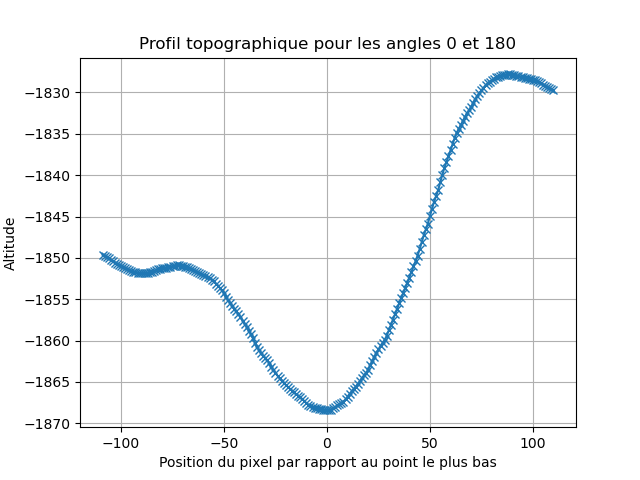 Profil topographique pour les angles 0 et 180
Altitude
−1830
−1835
−1840
−1845
−1850
−1855
−1860
−1865
−1870
−100 −50 0 50 100
Position du pixel par rapport au point le plus bas